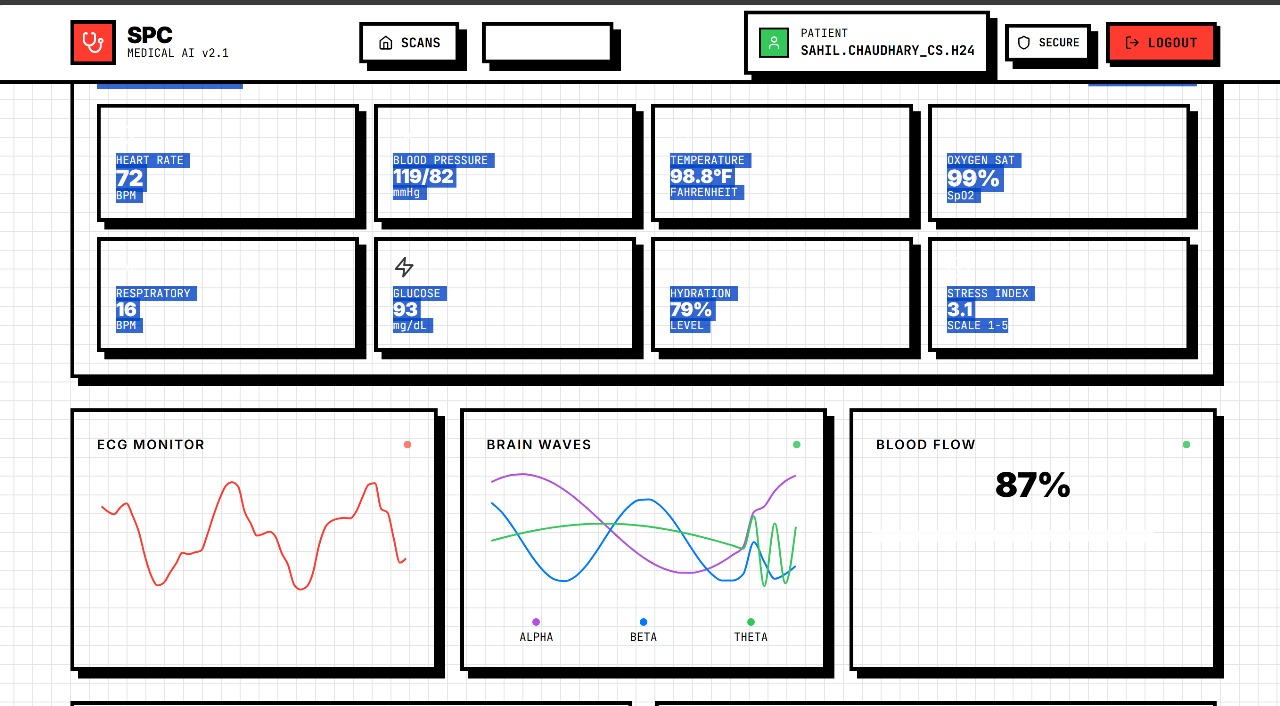 SPC
MEDICAL AI v2.1
SCANS
PATIENT
SAHIL.CHAUDHARY_CS.H24
SECURE
LOGOUT
HEART RATE
72
BPM
BLOOD PRESSURE
119/82
mmHg
TEMPERATURE
98.8°F
FAHRENHEIT
OXYGEN SAT
99%
SpO2
RESPIRATORY
16
BPM
GLUCOSE
93
mg/dL
HYDRATION
79%
LEVEL
STRESS INDEX
3.1
SCALE 1-5
ECG MONITOR
BRAIN WAVES
ALPHA
BETA
THETA
BLOOD FLOW
87%